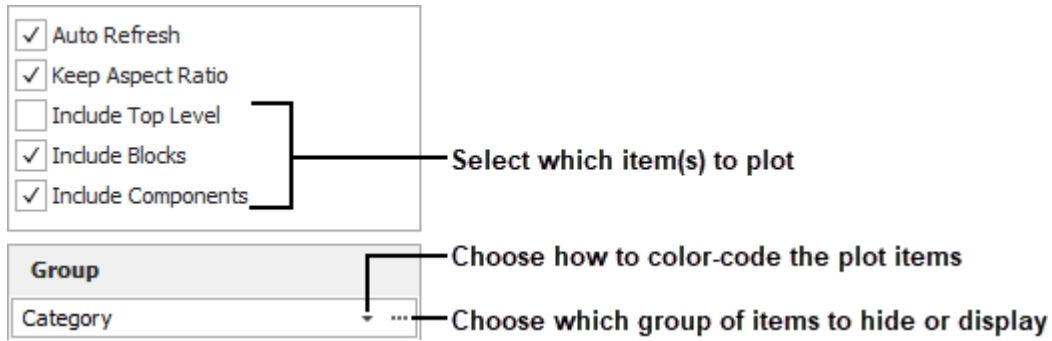 Auto Refresh
Keep Aspect Ratio
Include Top Level
Include Blocks
Select which item(s) to plot
Include Components
Choose how to color-code the plot items
Group
Category
Choose which group of items to hide or display